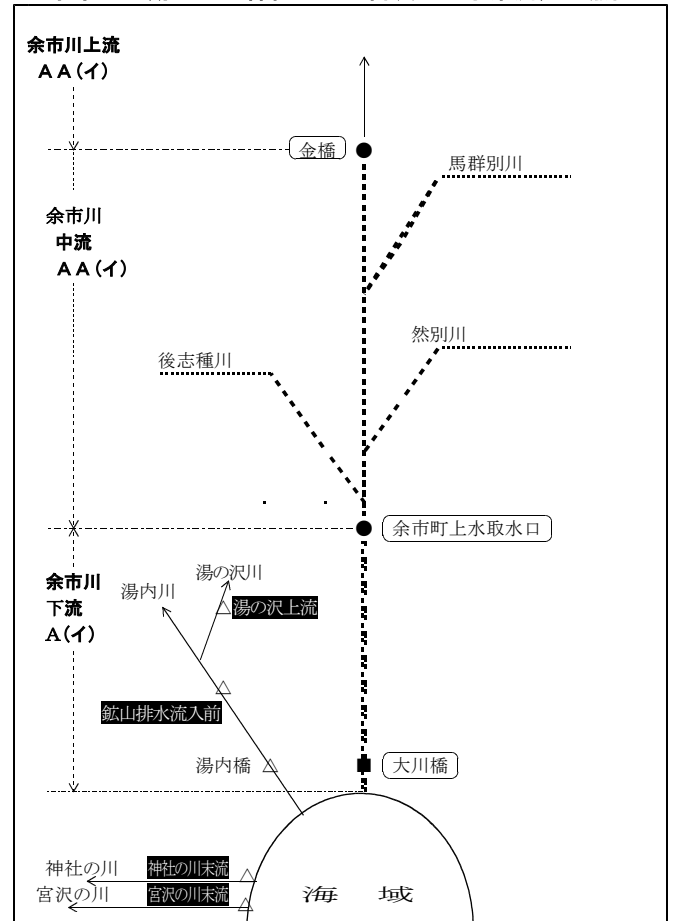 余市川上流
ＡＡ(イ)
金橋
馬群別川
余市川
中流
ＡＡ(イ)
然別川
後志種川
余市町上水取水口
湯の沢川
余市川
下流
Ａ(イ)
湯内川
△湯の沢上流
△
鉱山排水流入前
湯内橋 △
大川橋
神社の川 神社の川末流 △
宮沢の川 宮沢の川末流 △
海 域